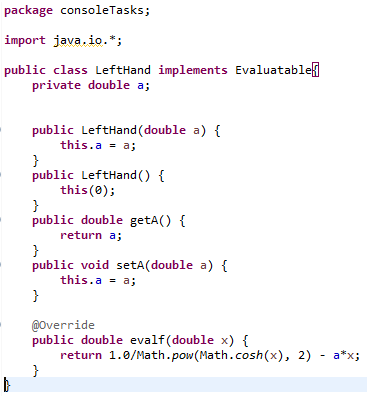 package consoleTasks;
import java.io.*;
public class LeftHand implements Evaluatable{
private double a;
public LeftHand(double a) {
this.a = a;
}
public LeftHand() {
this(0);
}
public double getA() {
return a;
}
public void setA(double a) {
this.a = a;
}
@Override
public double evalf(double x) {
return 1.0/Math.pow(Math.cosh(x), 2) - a*x;
}
}